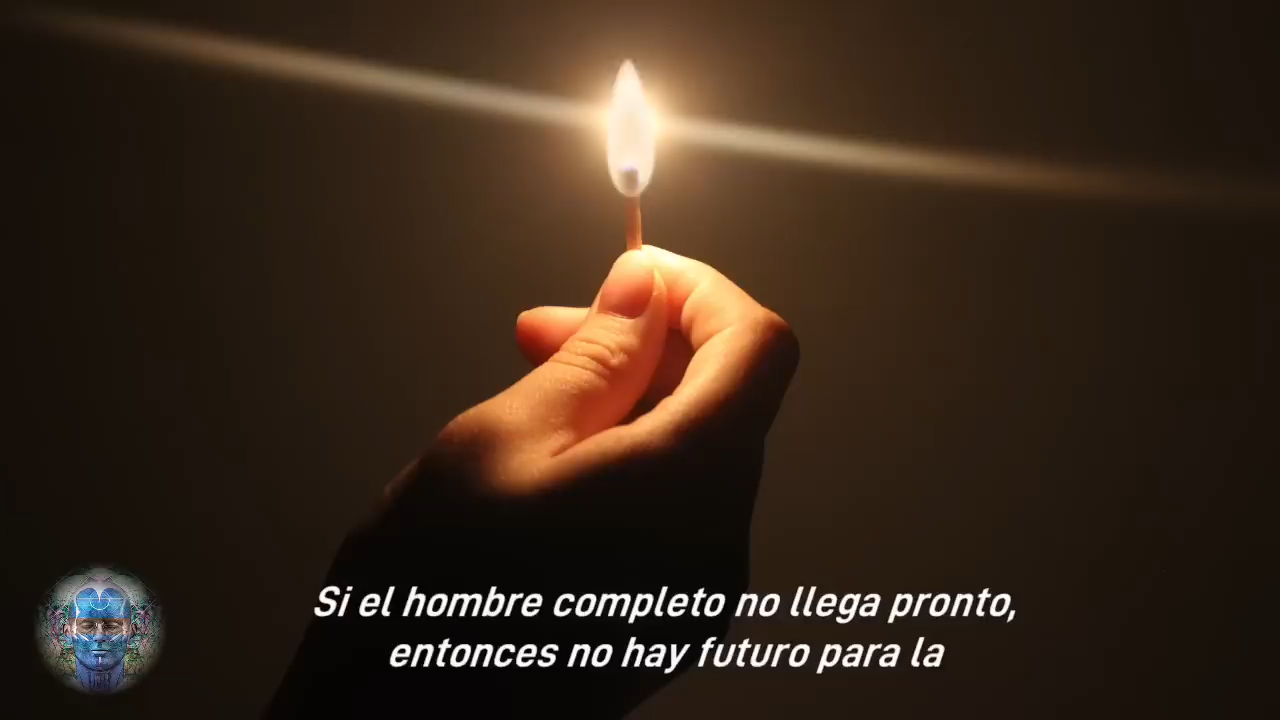 Si el hombre completo no llega pronto,
entonces no hay futuro para la